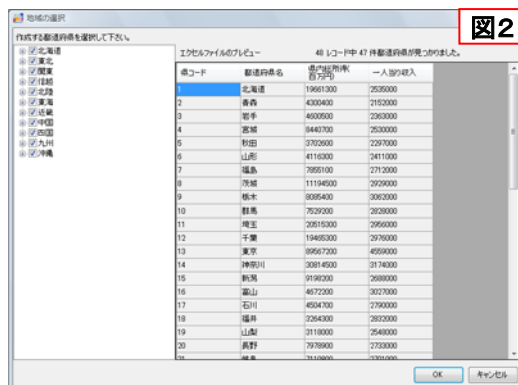 地域の選択
図2
作成する都道府県を選択して下さい。
北海道
東北
関東
信越
北陸
東海
近畿
中国
四国
九州
沖縄
エクセルファイルのプレビュー 48 レコード中 47 件都道府県が見つかりました。
県コード 都道府県名 県内総所得(百万円) 一人当り収入
1 北海道 19661300 2535000
2 青森 4300400 2152000
3 岩手 4600500 2363000
4 宮城 8440700 2530000
5 秋田 3702600 2297000
6 山形 4116300 2411000
7 福島 7855100 2712000
8 茨城 11194500 2929000
9 栃木 8085400 3062000
10 群馬 7529200 2828000
11 埼玉 20515300 2956000
12 千葉 19465300 2976000
13 東京 89567200 4559000
14 神奈川 30814500 3174000
15 新潟 9198200 2688000
16 富山 4672200 3027000
17 石川 4504700 2790000
18 福井 3264300 2832000
19 山梨 3118000 2548000
20 長野 7978900 2733000
OK キャンセル